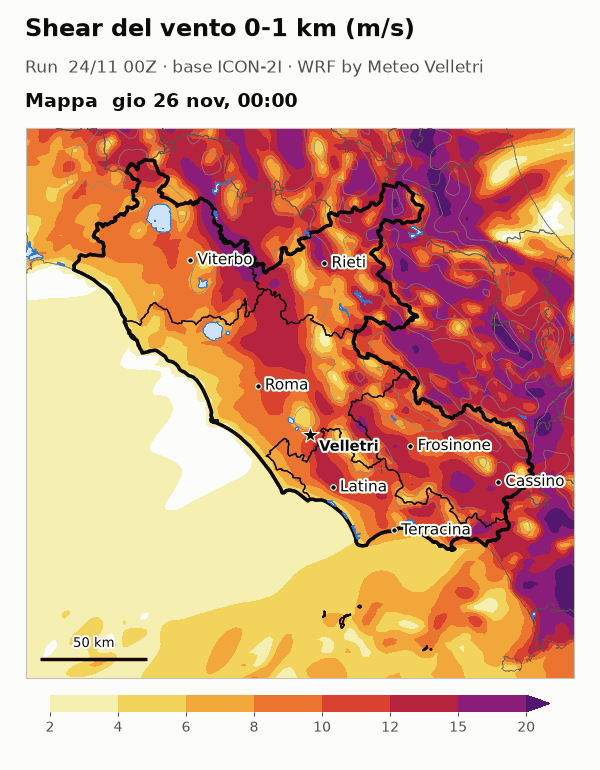 Shear del vento 0-1 km (m/s)
Run  24/11 00Z · base ICON-2I · WRF by Meteo Velletri
Mappa  gio 26 nov, 00:00
Viterbo
Rieti
Roma
Velletri
Frosinone
Latina
Cassino
Terracina
50 km
2 4 6 8 10 12 15 20